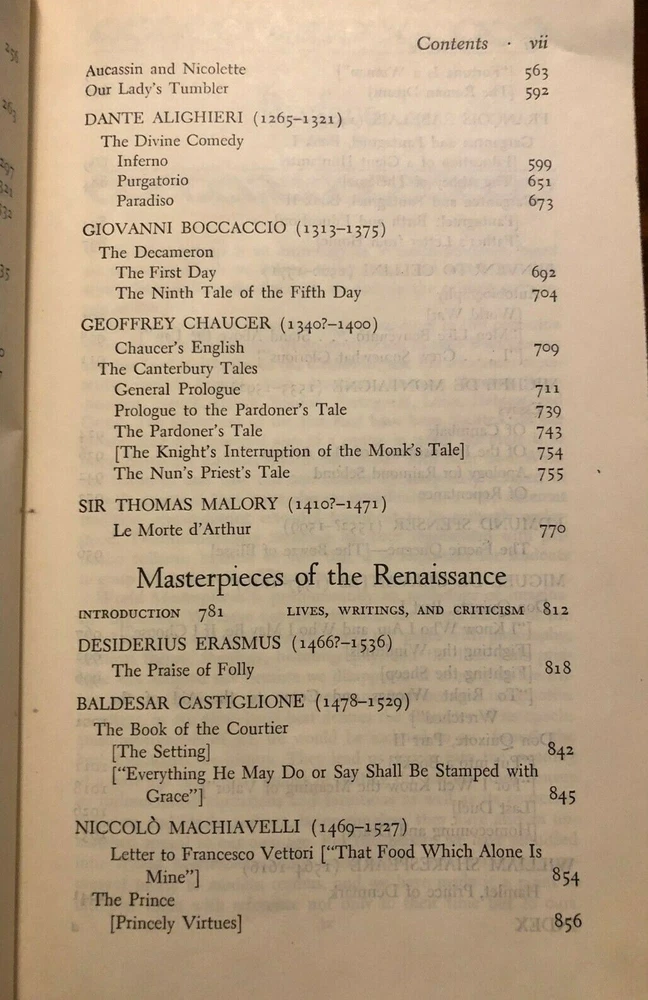 Contents · vii
Aucassin and Nicolette 563
Our Lady's Tumbler 592
DANTE ALIGHIERI (1265–1321)
The Divine Comedy
Inferno 599
Purgatorio 651
Paradiso 673
GIOVANNI BOCCACCIO (1313–1375)
The Decameron
The First Day 692
The Ninth Tale of the Fifth Day 704
GEOFFREY CHAUCER (1340?–1400)
Chaucer's English 709
The Canterbury Tales
General Prologue 711
Prologue to the Pardoner's Tale 739
The Pardoner's Tale 743
[The Knight's Interruption of the Monk's Tale] 754
The Nun's Priest's Tale 755
SIR THOMAS MALORY (1410?–1471)
Le Morte d'Arthur 770
Masterpieces of the Renaissance
INTRODUCTION 781 LIVES, WRITINGS, AND CRITICISM 812
DESIDERIUS ERASMUS (1466?–1536)
The Praise of Folly 818
BALDESAR CASTIGLIONE (1478–1529)
The Book of the Courtier
[The Setting] 842
["Everything He May Do or Say Shall Be Stamped with
Grace"] 845
NICCOLÒ MACHIAVELLI (1469–1527)
Letter to Francesco Vettori ["That Food Which Alone Is
Mine"] 854
The Prince
[Princely Virtues] 856